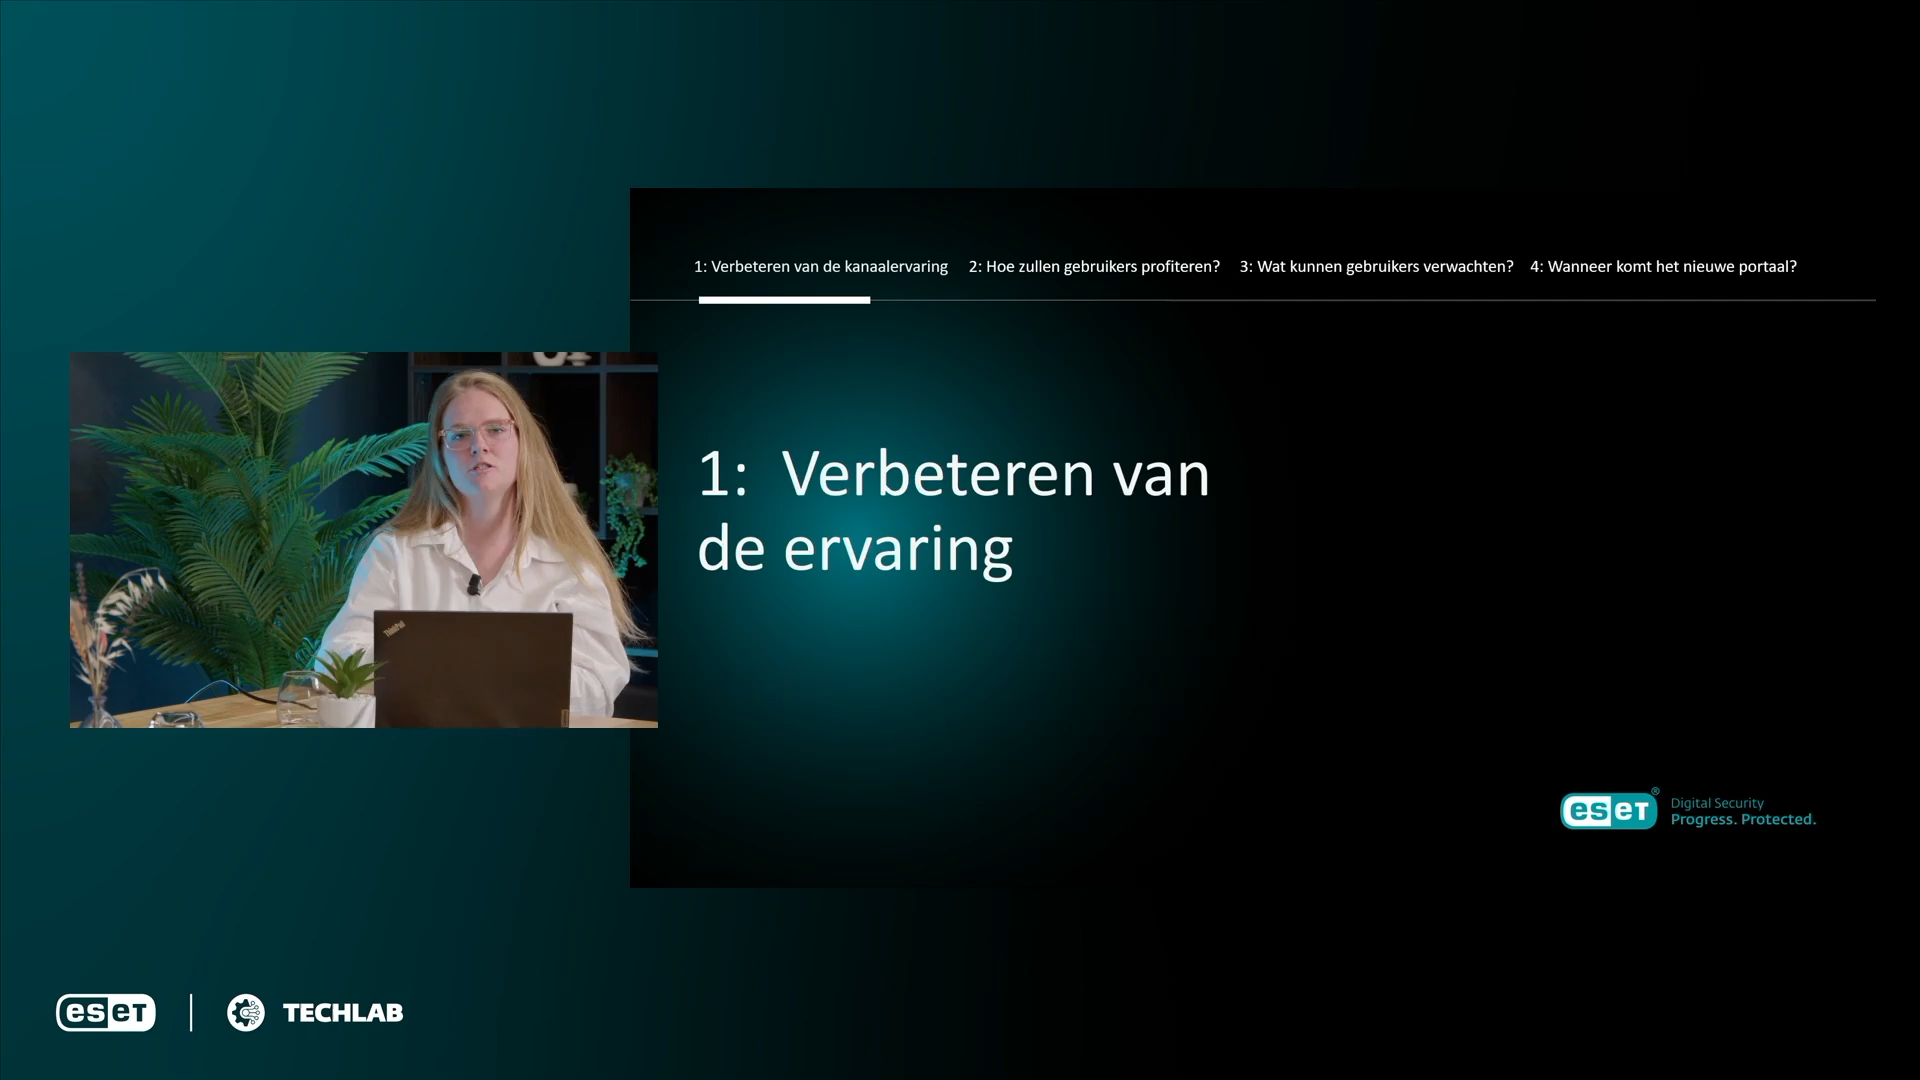 1: Verbeteren van de kanaalervaring 2: Hoe zullen gebruikers profiteren? 3: Wat kunnen gebruikers verwachten? 4: Wanneer komt het nieuwe portaal?
1: Verbeteren van
de ervaring
ThinkPad
eseT® Digital Security
Progress. Protected.
eseT | TECHLAB